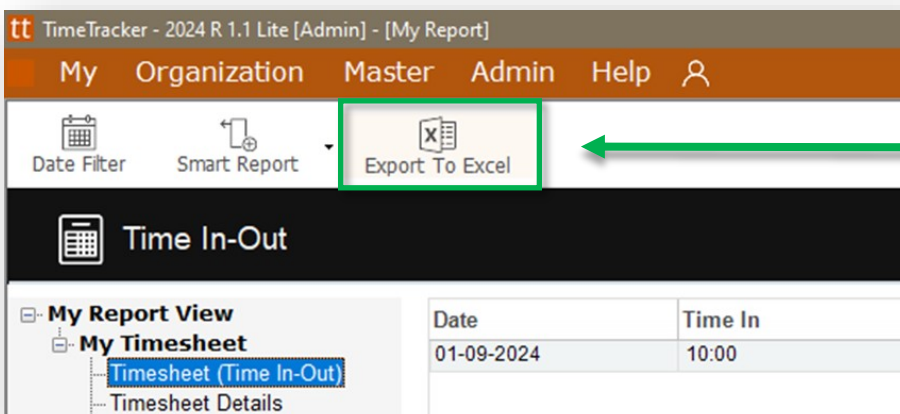 tt TimeTracker - 2024 R 1.1 Lite [Admin] - [My Report]
My Organization Master Admin Help
Date Filter Smart Report Export To Excel
Time In-Out
My Report View
My Timesheet
Timesheet (Time In-Out)
Timesheet Details
Date Time In
01-09-2024 10:00